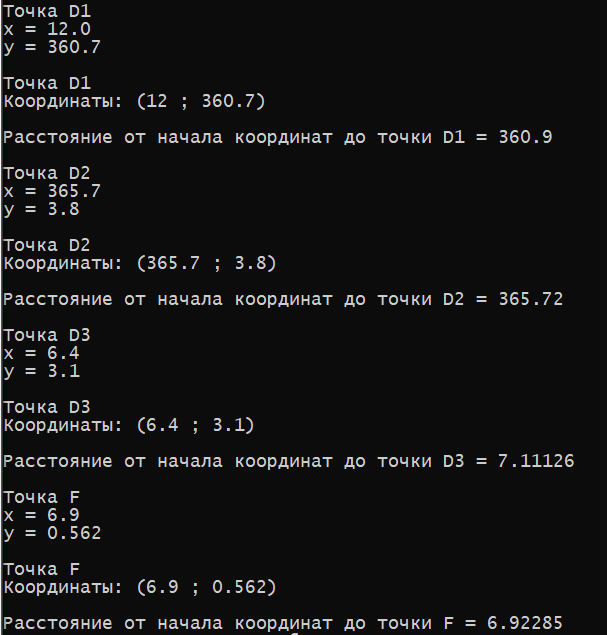 Точка D1
x = 12.0
y = 360.7
Точка D1
Координаты: (12 ; 360.7)
Расстояние от начала координат до точки D1 = 360.9
Точка D2
x = 365.7
y = 3.8
Точка D2
Координаты: (365.7 ; 3.8)
Расстояние от начала координат до точки D2 = 365.72
Точка D3
x = 6.4
y = 3.1
Точка D3
Координаты: (6.4 ; 3.1)
Расстояние от начала координат до точки D3 = 7.11126
Точка F
x = 6.9
y = 0.562
Точка F
Координаты: (6.9 ; 0.562)
Расстояние от начала координат до точки F = 6.92285